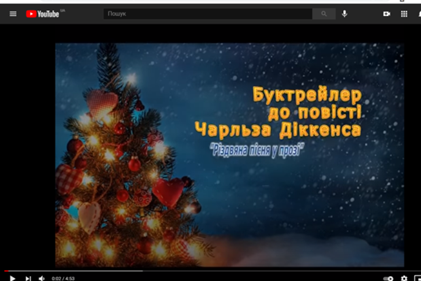 YouTube
Пошук
Буктрейлер
до повісті
Чарльза Діккенса
"Різдвяна пісня у прозі"
0:02 / 4:53